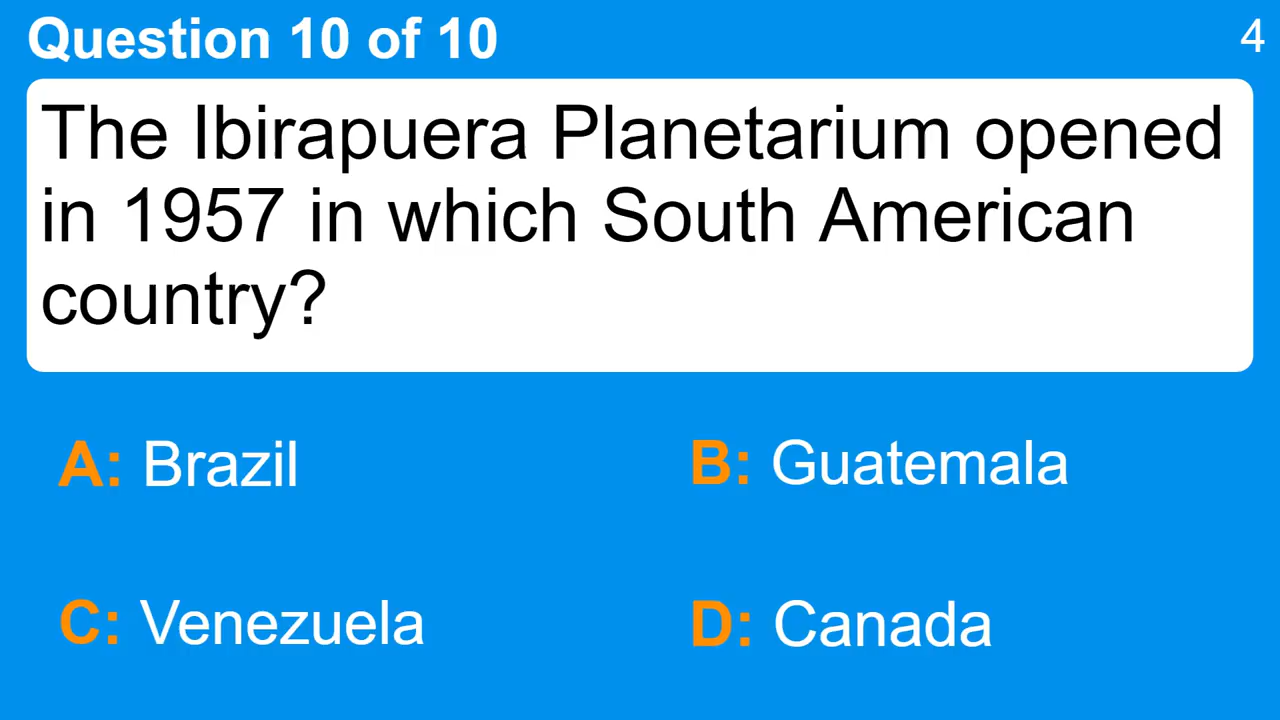 Question 10 of 10
4
The Ibirapuera Planetarium opened
in 1957 in which South American
country?
A: Brazil
B: Guatemala
C: Venezuela
D: Canada